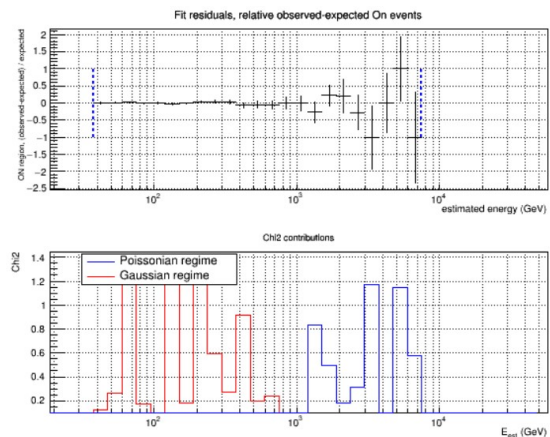 Fit residuals, relative observed-expected On events
ON region, (observed-expected) / expected
2
1.5
1
0.5
0
−0.5
−1
−1.5
−2
−2.5
10²
10³
10⁴
estimated energy (GeV)
Chi2 contributions
Chi2
Poissonian regime
Gaussian regime
1.4
1.2
1
0.8
0.6
0.4
0.2
10²
10³
10⁴
E_est (GeV)